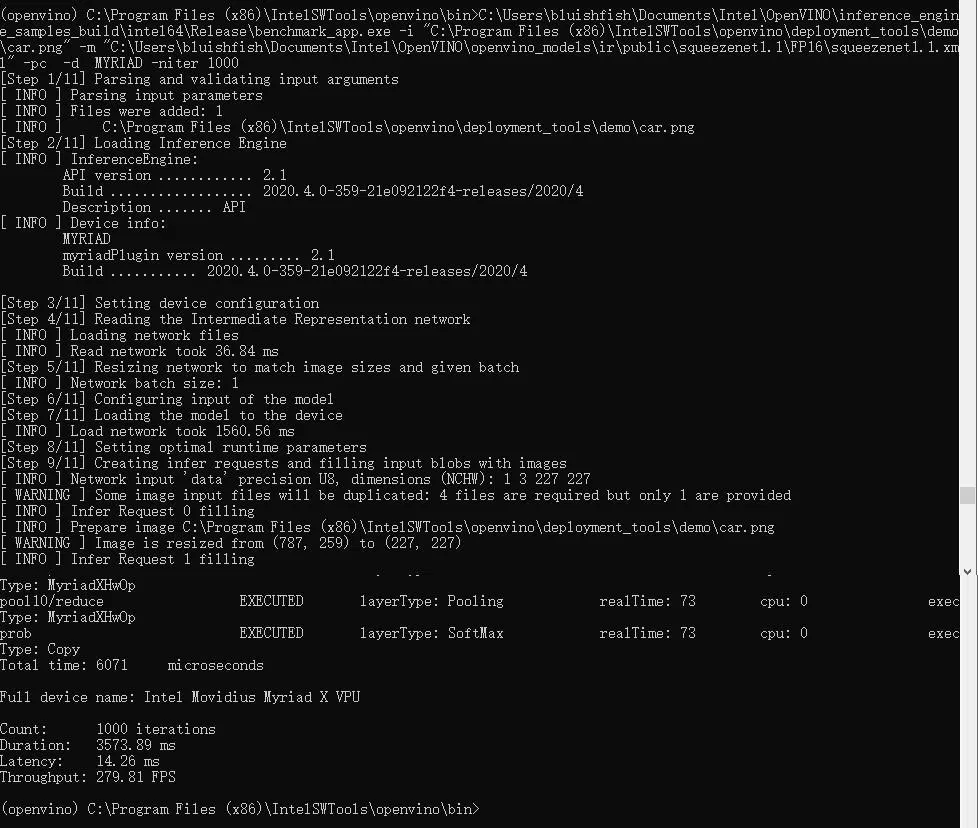 (openvino) C:\Program Files (x86)\IntelSWTools\openvino\bin>C:\Users\bluishfish\Documents\Intel\OpenVINO\inference_engin
e_samples_build\intel64\Release\benchmark_app.exe -i "C:\Program Files (x86)\IntelSWTools\openvino\deployment_tools\demo
\car.png" -m "C:\Users\bluishfish\Documents\Intel\OpenVINO\openvino_models\ir\public\squeezenet1.1\FP16\squeezenet1.1.xm
l" -pc  -d  MYRIAD -niter 1000
[Step 1/11] Parsing and validating input arguments
[ INFO ] Parsing input parameters
[ INFO ] Files were added: 1
[ INFO ]     C:\Program Files (x86)\IntelSWTools\openvino\deployment_tools\demo\car.png
[Step 2/11] Loading Inference Engine
[ INFO ] InferenceEngine:
API version ............ 2.1
Build .................. 2020.4.0-359-21e092122f4-releases/2020/4
Description ....... API
[ INFO ] Device info:
MYRIAD
myriadPlugin version ......... 2.1
Build ........... 2020.4.0-359-21e092122f4-releases/2020/4
[Step 3/11] Setting device configuration
[Step 4/11] Reading the Intermediate Representation network
[ INFO ] Loading network files
[ INFO ] Read network took 36.84 ms
[Step 5/11] Resizing network to match image sizes and given batch
[ INFO ] Network batch size: 1
[Step 6/11] Configuring input of the model
[Step 7/11] Loading the model to the device
[ INFO ] Load network took 1560.56 ms
[Step 8/11] Setting optimal runtime parameters
[Step 9/11] Creating infer requests and filling input blobs with images
[ INFO ] Network input 'data' precision U8, dimensions (NCHW): 1 3 227 227
[ WARNING ] Some image input files will be duplicated: 4 files are required but only 1 are provided
[ INFO ] Infer Request 0 filling
[ INFO ] Prepare image C:\Program Files (x86)\IntelSWTools\openvino\deployment_tools\demo\car.png
[ WARNING ] Image is resized from (787, 259) to (227, 227)
[ INFO ] Infer Request 1 filling
Type: MyriadXHwOp
pool10/reduce                 EXECUTED       layerType: Pooling            realTime: 73        cpu: 0               exec
Type: MyriadXHwOp
prob                          EXECUTED       layerType: SoftMax            realTime: 73        cpu: 0               exec
Type: Copy
Total time: 6071     microseconds
Full device name: Intel Movidius Myriad X VPU
Count:      1000 iterations
Duration:   3573.89 ms
Latency:    14.26 ms
Throughput: 279.81 FPS
(openvino) C:\Program Files (x86)\IntelSWTools\openvino\bin>